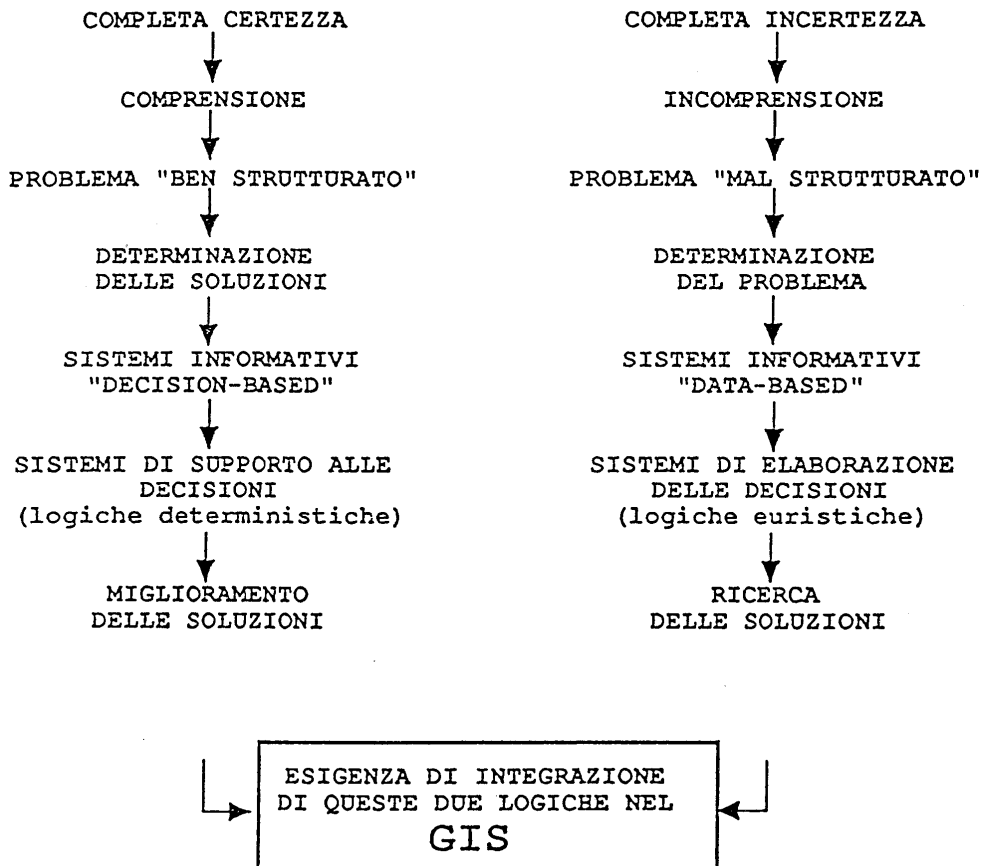 COMPLETA CERTEZZA
COMPRENSIONE
PROBLEMA "BEN STRUTTURATO"
DETERMINAZIONE
DELLE SOLUZIONI
SISTEMI INFORMATIVI
"DECISION-BASED"
SISTEMI DI SUPPORTO ALLE
DECISIONI
(logiche deterministiche)
MIGLIORAMENTO
DELLE SOLUZIONI
COMPLETA INCERTEZZA
INCOMPRENSIONE
PROBLEMA "MAL STRUTTURATO"
DETERMINAZIONE
DEL PROBLEMA
SISTEMI INFORMATIVI
"DATA-BASED"
SISTEMI DI ELABORAZIONE
DELLE DECISIONI
(logiche euristiche)
RICERCA
DELLE SOLUZIONI
ESIGENZA DI INTEGRAZIONE
DI QUESTE DUE LOGICHE NEL
GIS